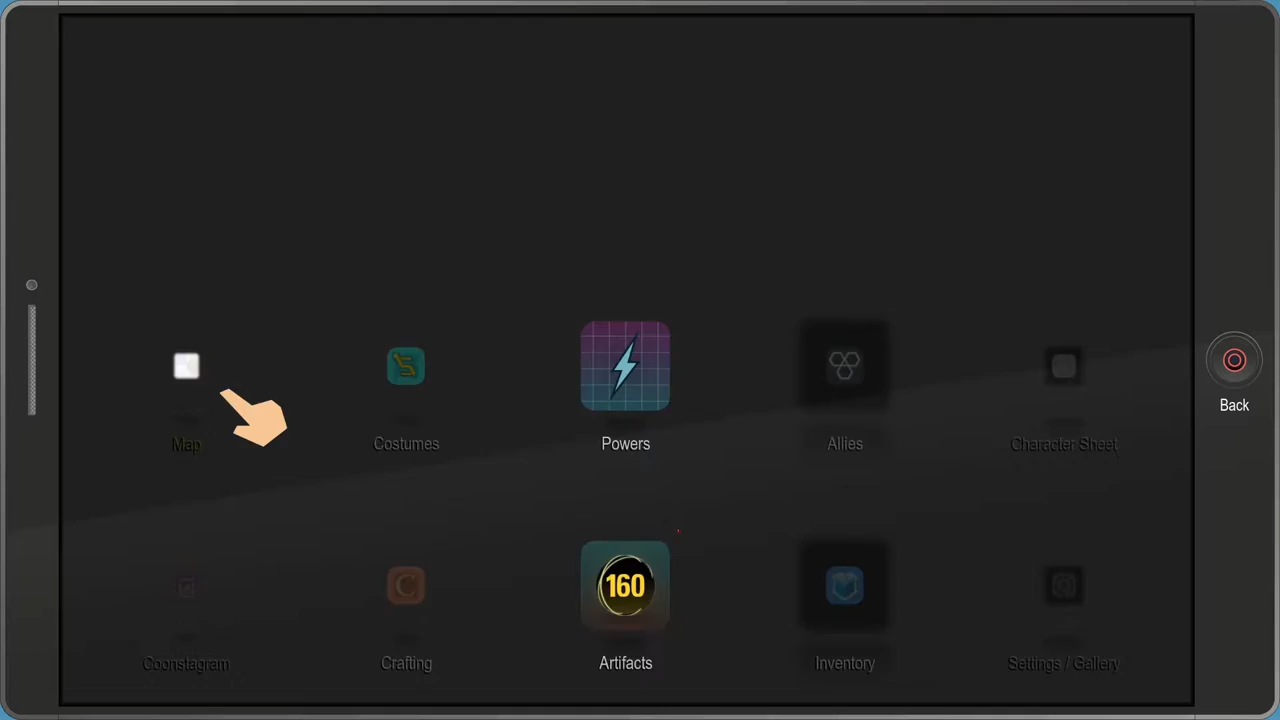 Map
Costumes
Powers
Allies
Character Sheet
Back
160
C
Coonstagram
Crafting
Artifacts
Inventory
Settings / Gallery